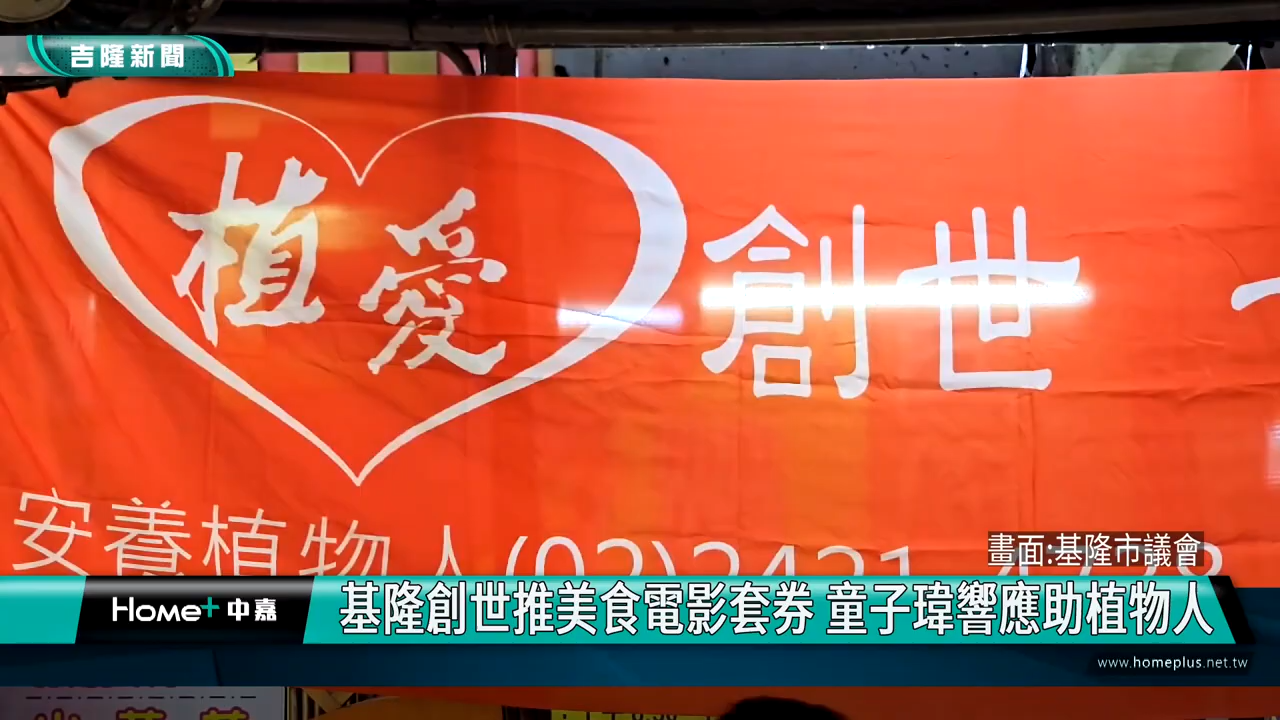 吉隆新聞
植愛
創世
安養植物人(02)2421
畫面:基隆市議會
Home+中嘉
基隆創世推美食電影套券 童子瑋響應助植物人
www.homeplus.net.tw